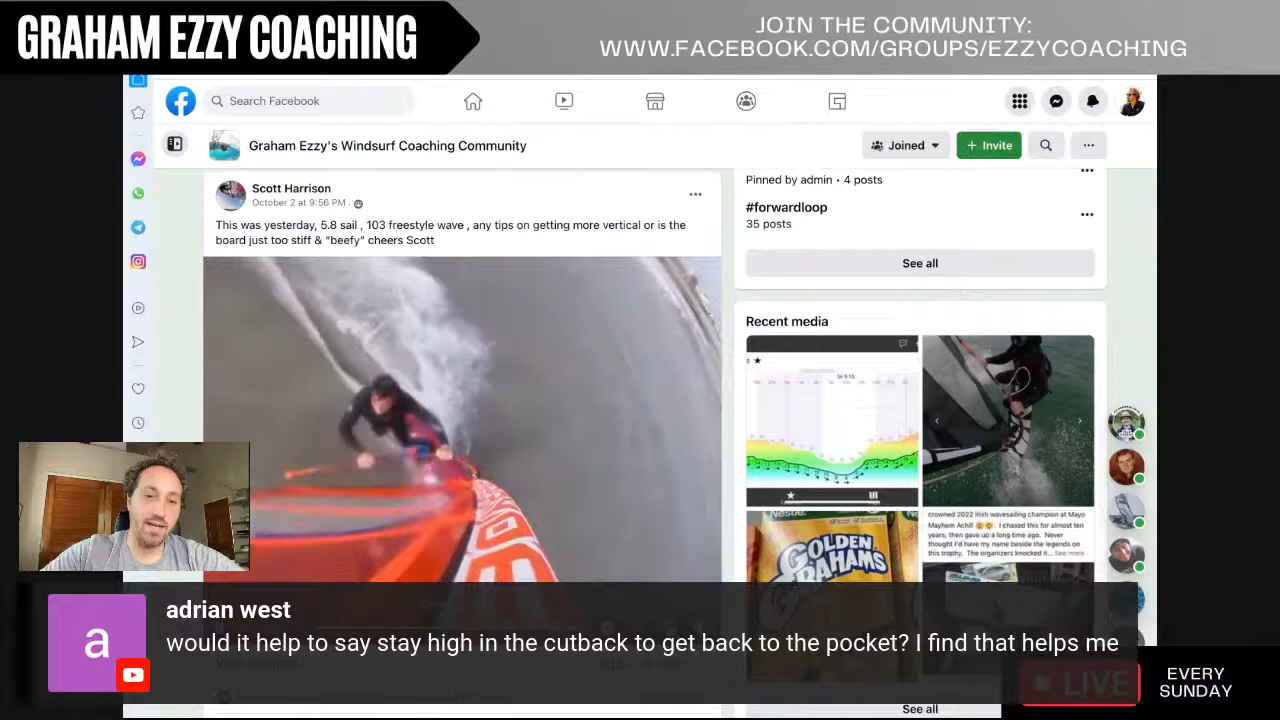 GRAHAM EZZY COACHING
JOIN THE COMMUNITY:
WWW.FACEBOOK.COM/GROUPS/EZZYCOACHING
Search Facebook
Graham Ezzy's Windsurf Coaching Community
Joined
+ Invite
Scott Harrison
October 2 at 9:56 PM ·
This was yesterday, 5.8 sail , 103 freestyle wave , any tips on getting more vertical or is the
board just too stiff & "beefy" cheers Scott
Pinned by admin • 4 posts
#forwardloop
35 posts
See all
Recent media
crowned 2022 Irish wavesailing champion at Mayo
Mayhem Achill I chased this for almost ten
years, then gave up a long time ago. Never
thought I'd have my name beside the legends on
this trophy. The organizers knocked it... See more
Nestle
GOLDEN
GRAHAMS
a
adrian west
would it help to say stay high in the cutback to get back to the pocket? I find that helps me
LIVE
EVERY
SUNDAY
See all